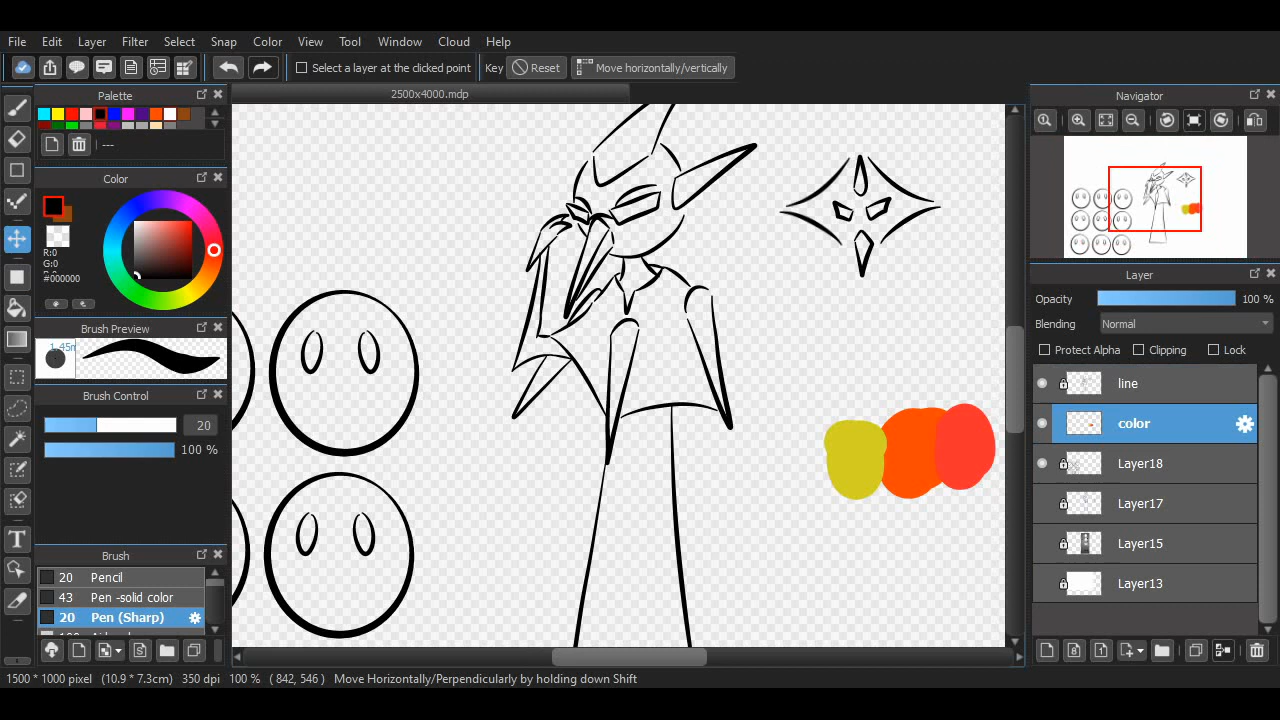 File Edit Layer Filter Select Snap Color View Tool Window Cloud Help
Select a layer at the clicked point Key Reset Move horizontally/vertically
Palette
2500x4000.mdp
---
Color
R:0
G:0
#000000
Brush Preview
Brush Control
20
100 %
Brush
20 Pencil
43 Pen -solid color
20 Pen (Sharp)
Navigator
Layer
Opacity 100 %
Blending Normal
Protect Alpha Clipping Lock
line
color
Layer18
Layer17
Layer15
Layer13
1500 * 1000 pixel (10.9 * 7.3cm) 350 dpi 100 % ( 842, 546 ) Move Horizontally/Perpendicularly by holding down Shift